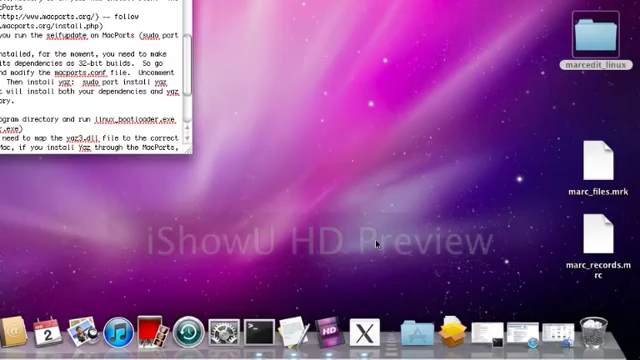 cPorts
http://www.macports.org/) -- follow
.macports.org/install.php)
you run the selfupdate on MacPorts (sudo port
installed, for the moment, you need to make
its dependencies as 32-bit builds. So go
and modify the macports.conf file. Uncomment
Then install yaz: sudo port install yaz
will install both your dependencies and yaz
ory.
ogram directory and run linux_bootloader.exe
r.exe)
need to map the yaz3.dll file to the correct
Mac, if you install Yaz through the MacPorts,
marcedit_linux
marc_files.mrk
marc_records.m
rc
iShowU HD Preview
2
HD
X